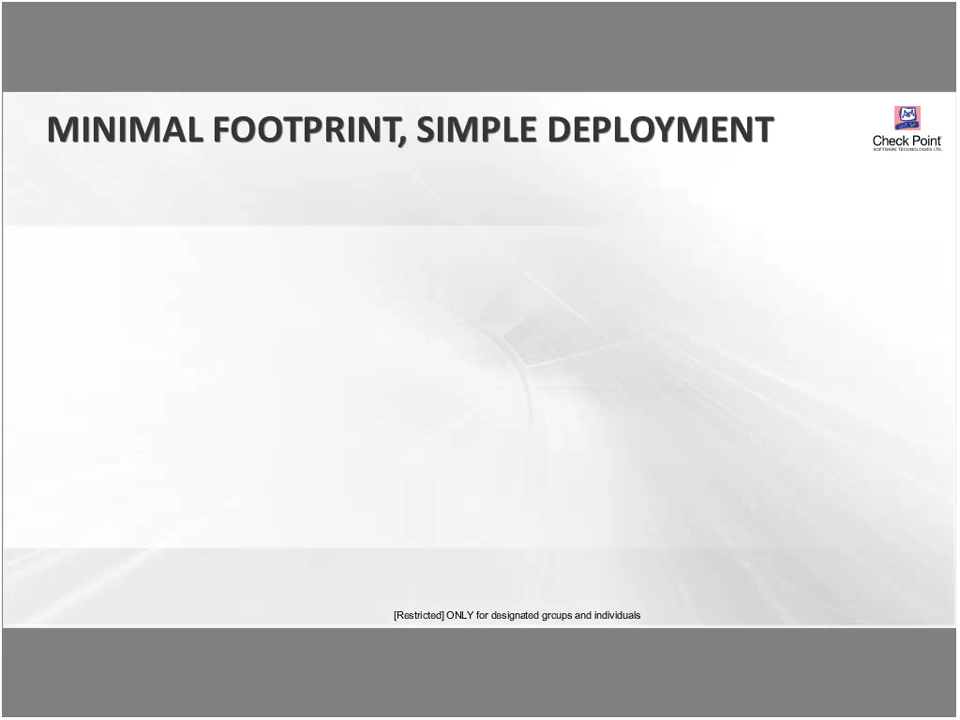 MINIMAL FOOTPRINT, SIMPLE DEPLOYMENT
Check Point
SOFTWARE TECHNOLOGIES LTD.
[Restricted] ONLY for designated groups and individuals